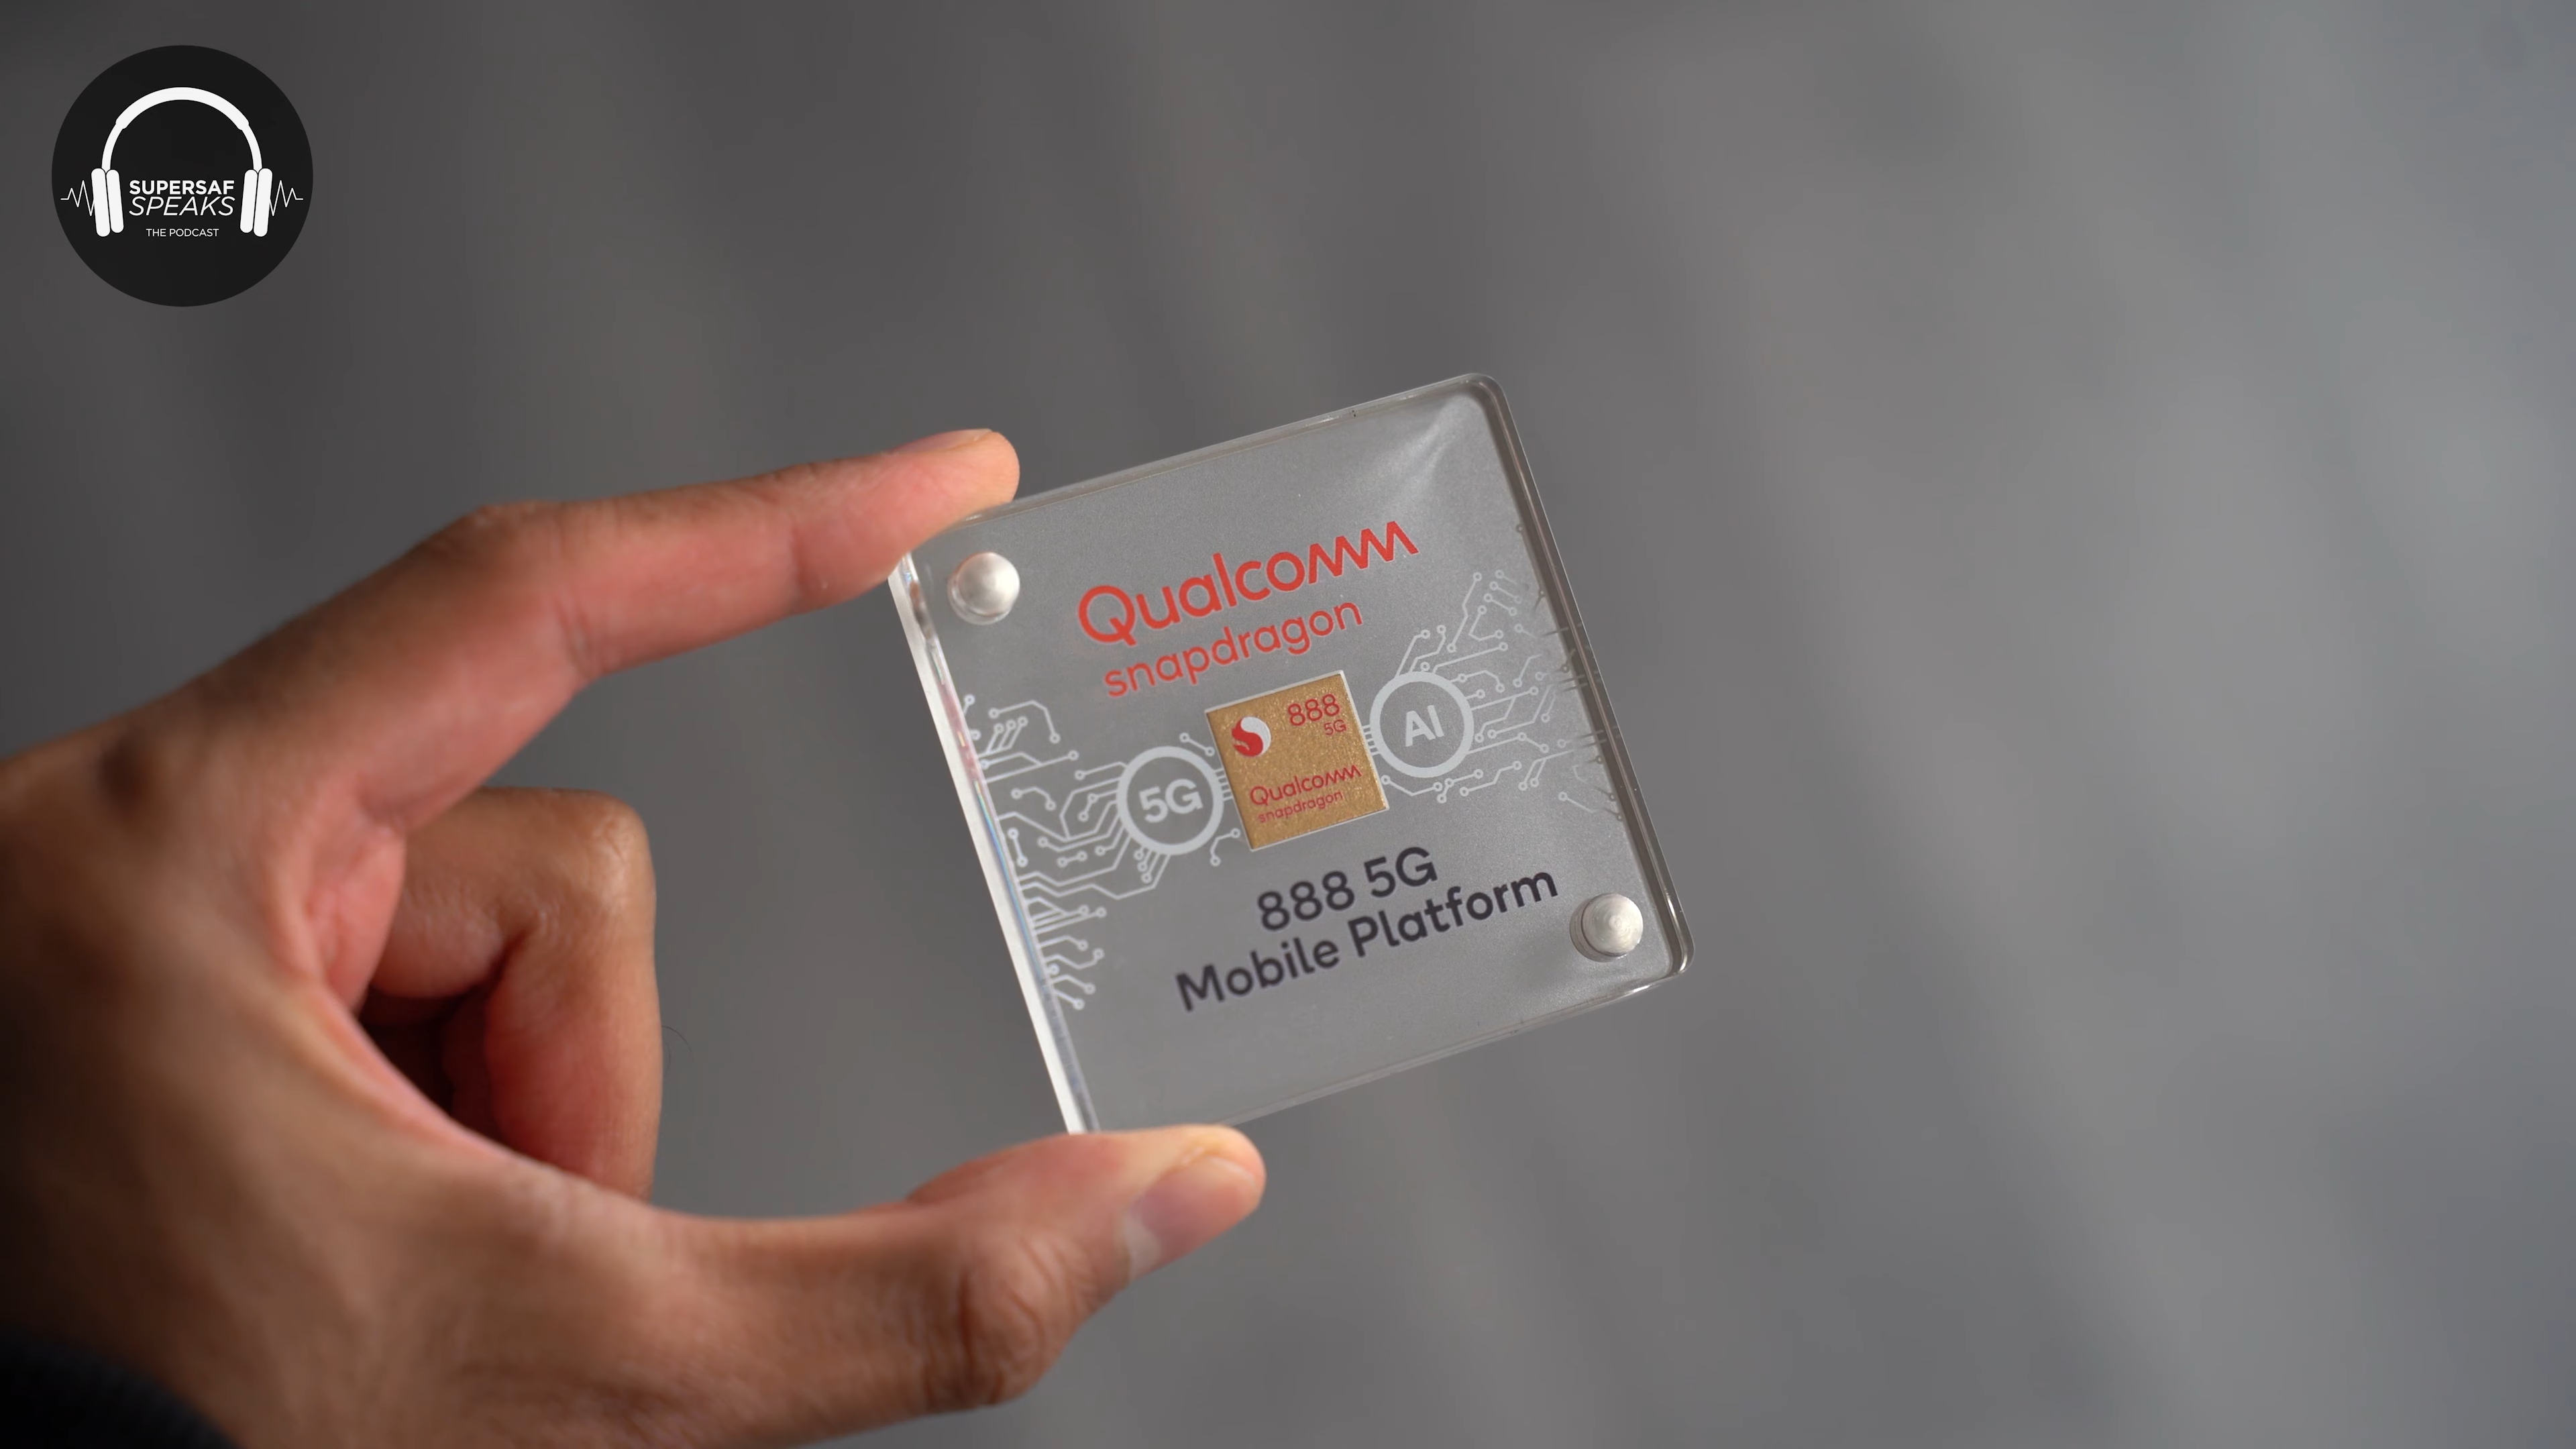 SUPERSAF
SPEAKS
THE PODCAST
Qualcomm
snapdragon
888
5G
Qualcomm
snapdragon
5G
AI
888 5G
Mobile Platform